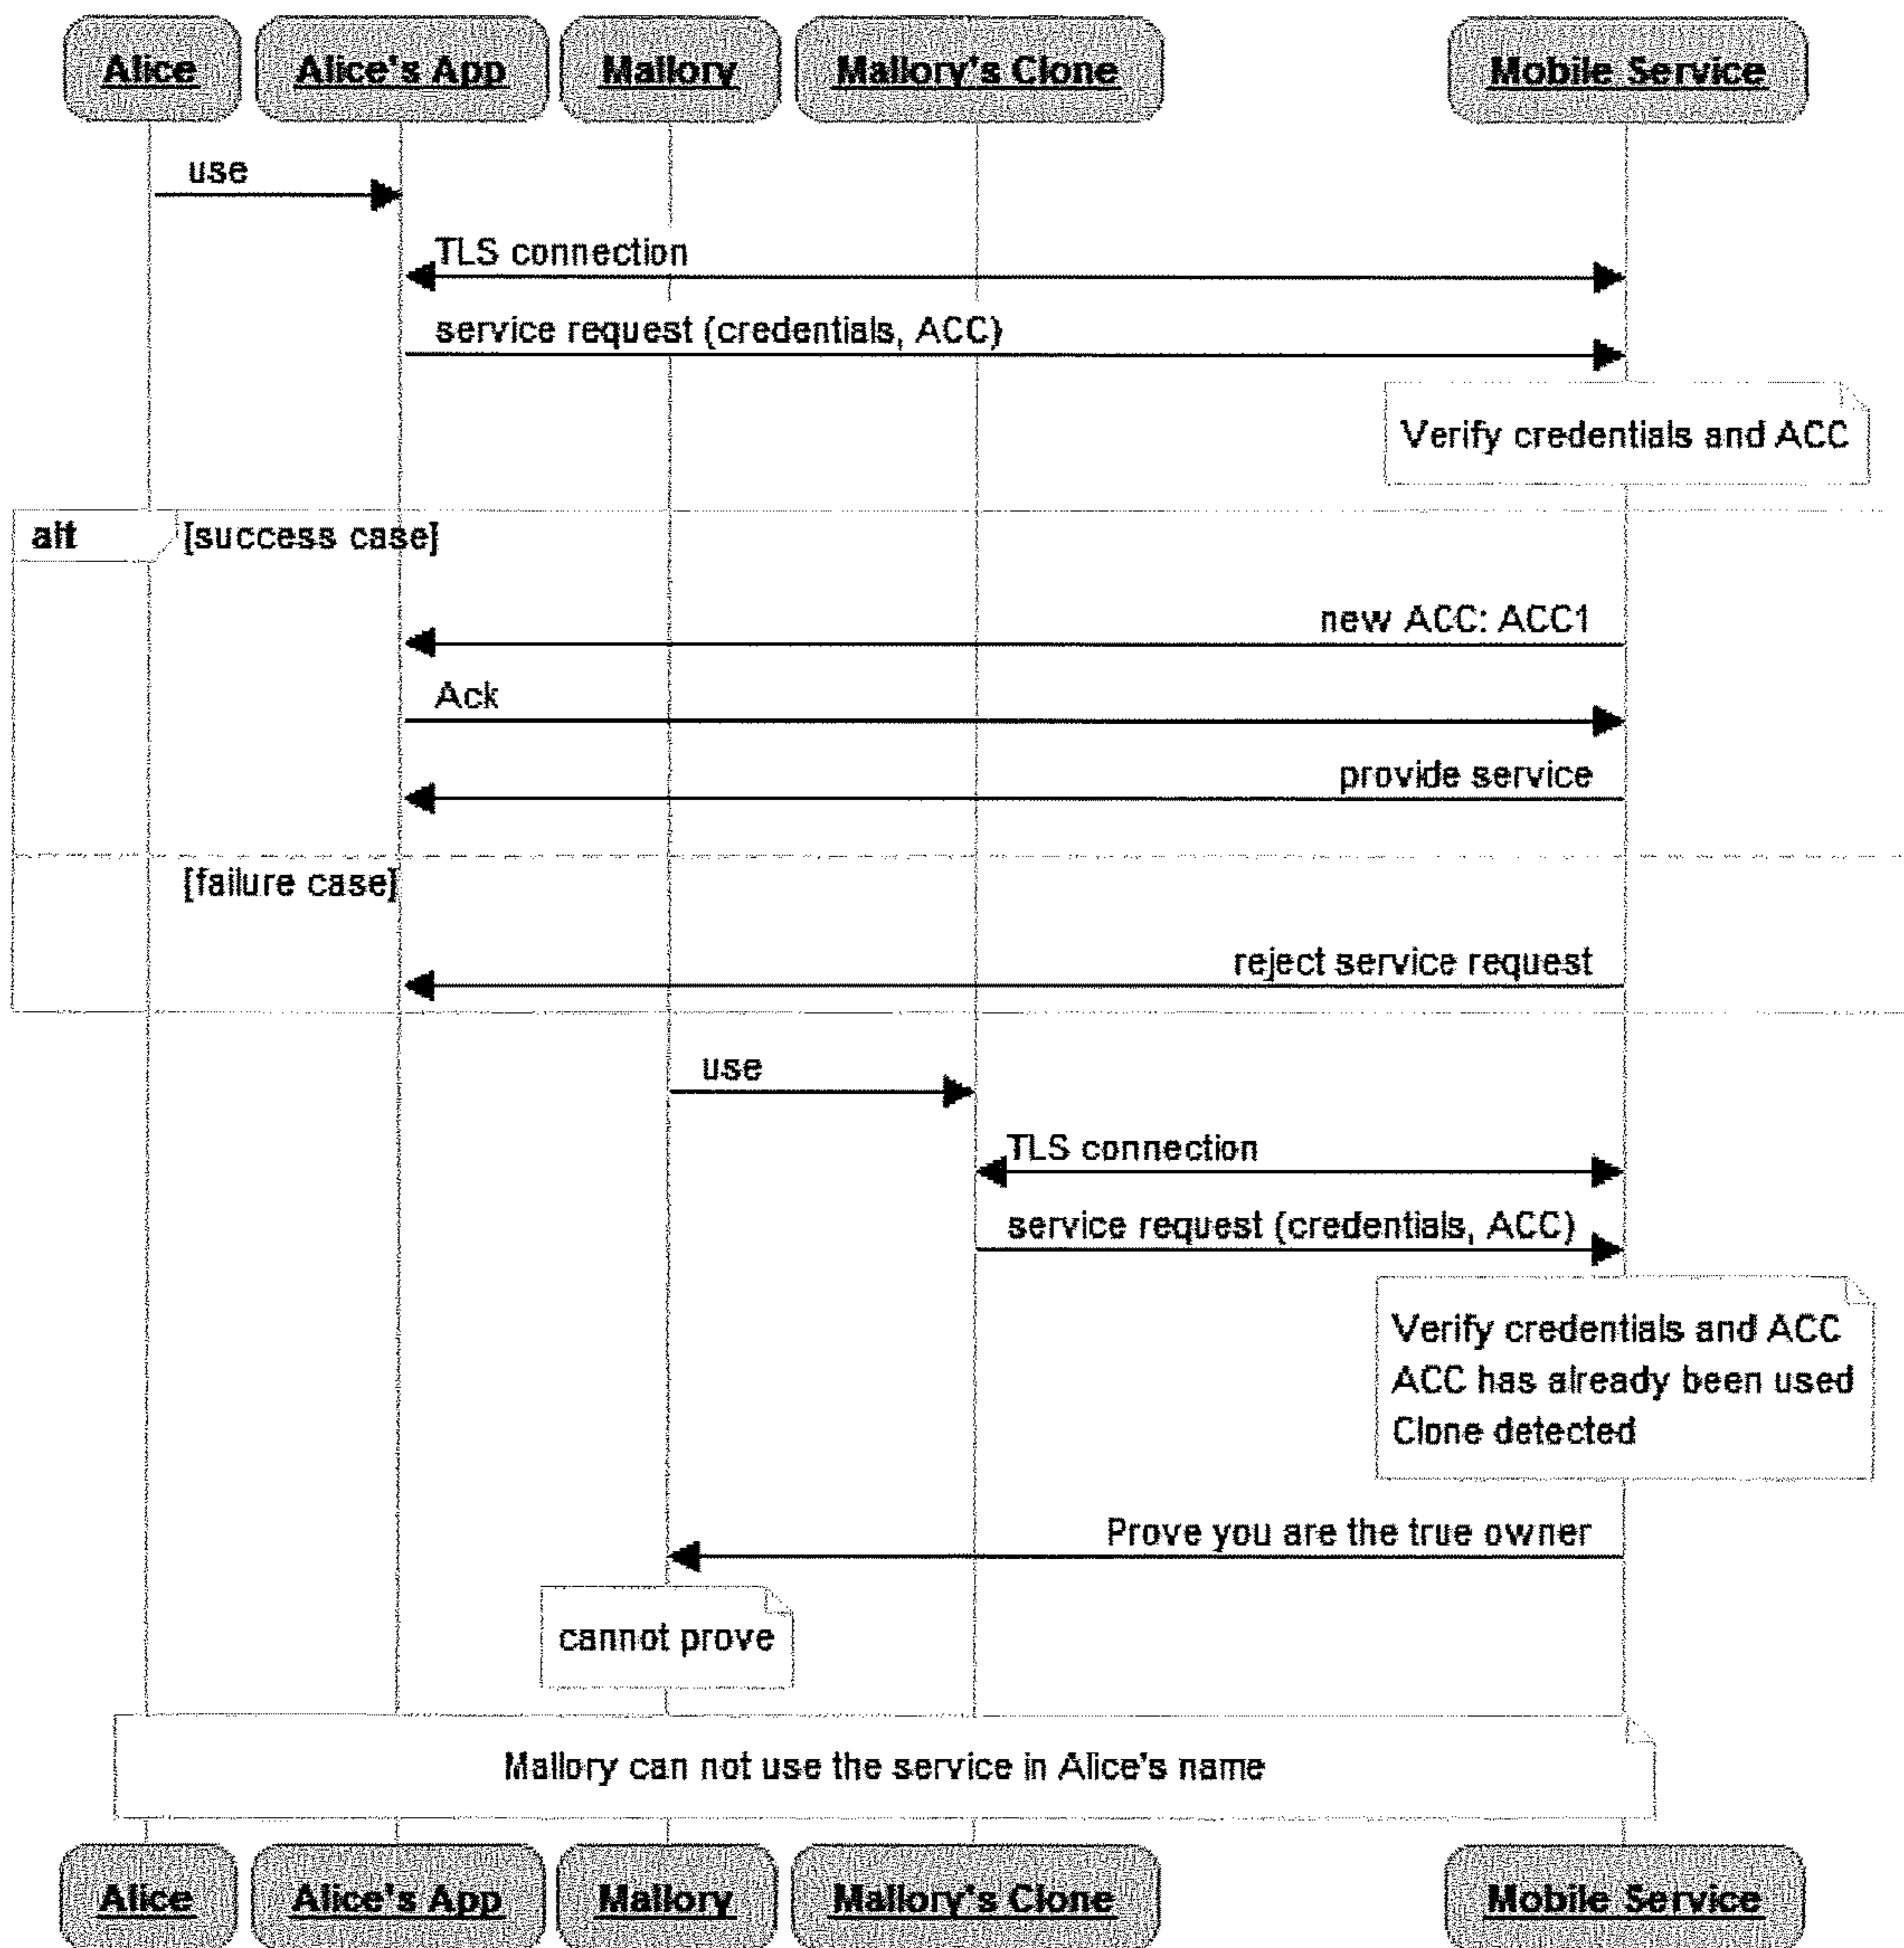 Alice Alice's App Mallory Mallory's Clone Mobile Service
use
TLS connection
service request (credentials, ACC)
Verify credentials and ACC
alt [success case]
new ACC: ACC1
Ack
provide service
[failure case]
reject service request
use
TLS connection
service request (credentials, ACC)
Verify credentials and ACC
ACC has already been used
Clone detected
Prove you are the true owner
cannot prove
Mallory can not use the service in Alice's name
Alice Alice's App Mallory Mallory's Clone Mobile Service